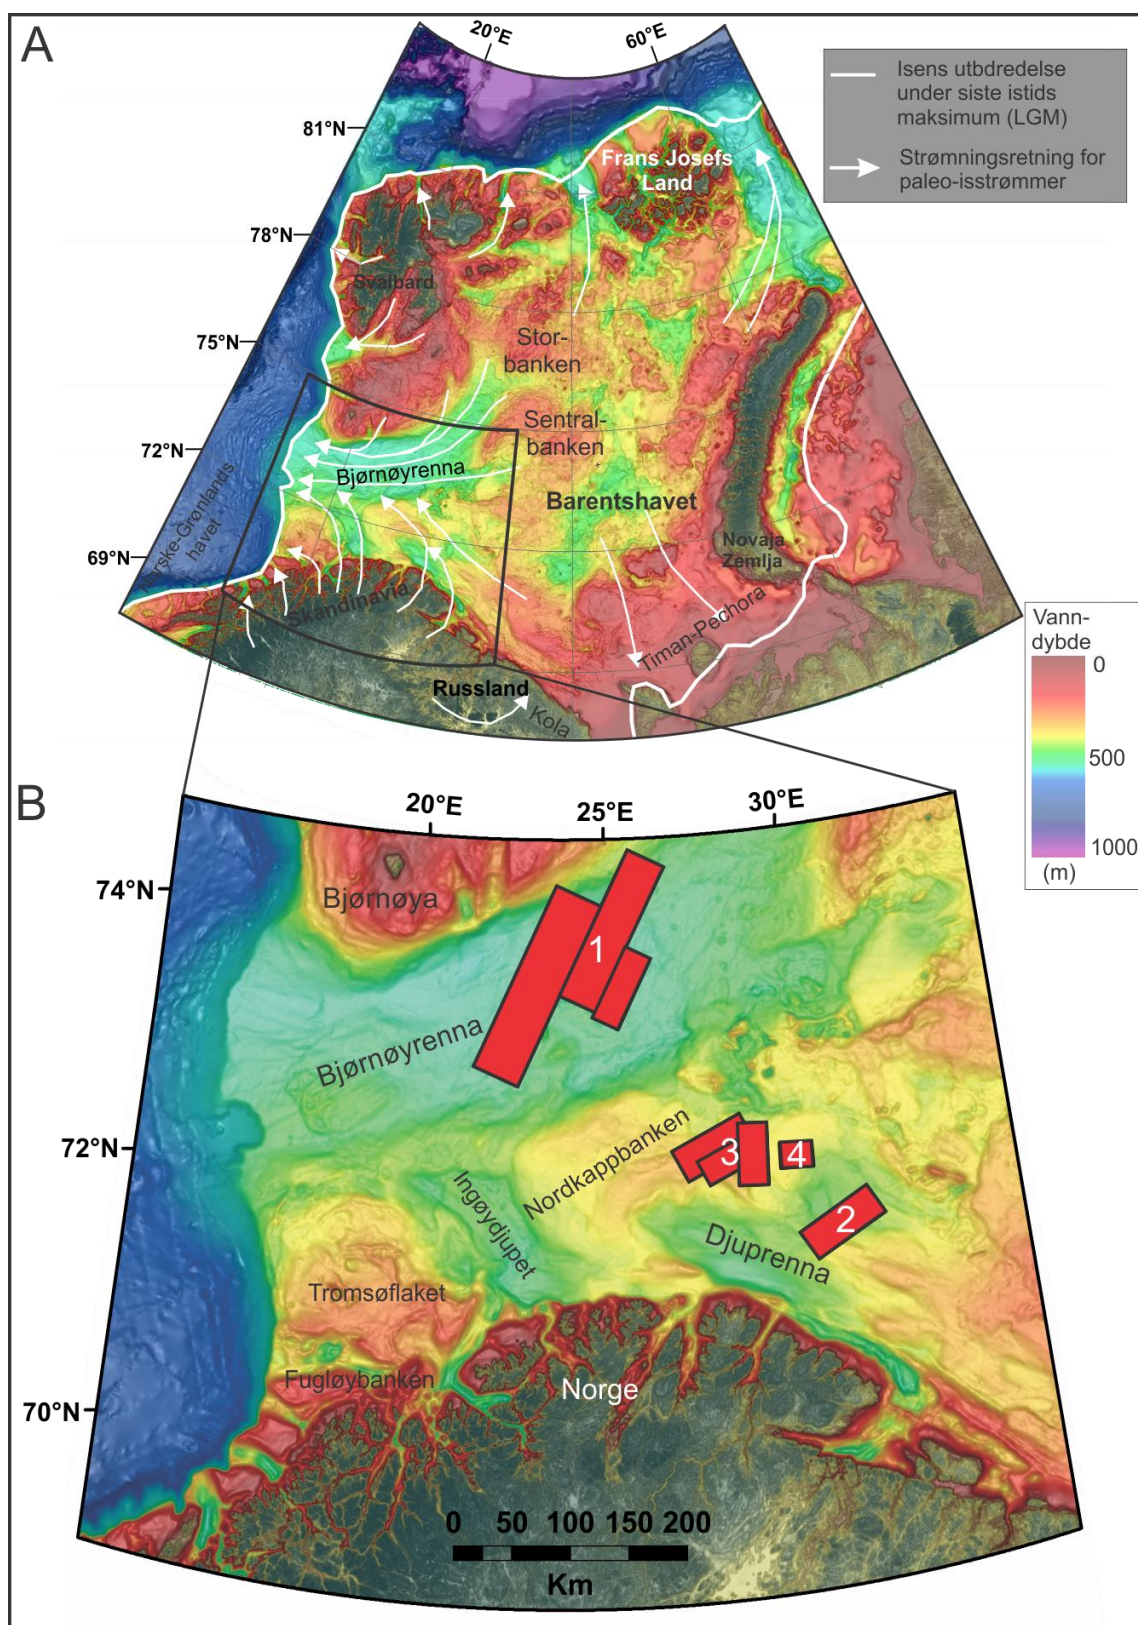 A
20°E
60°E
Isens utbdredelse
under siste istids
maksimum (LGM)
Strømningsretning for
paleo-isstrømmer
81°N
78°N
75°N
72°N
69°N
Frans Josefs
Land
Svalbard
Stor-
banken
Sentral-
banken
Bjørnøyrenna
Barentshavet
Norske-Grønlands
havet
Novaja
Zemlja
Skandinavia
Timan-Pechora
Russland
Kola
Vann-
dybde
0
500
1000
(m)
B
20°E
25°E
30°E
74°N
72°N
70°N
Bjørnøya
1
Bjørnøyrenna
Nordkappbanken
3
4
2
Ingøydjupet
Djuprenna
Tromsøflaket
Fugløybanken
Norge
0 50 100 150 200
Km